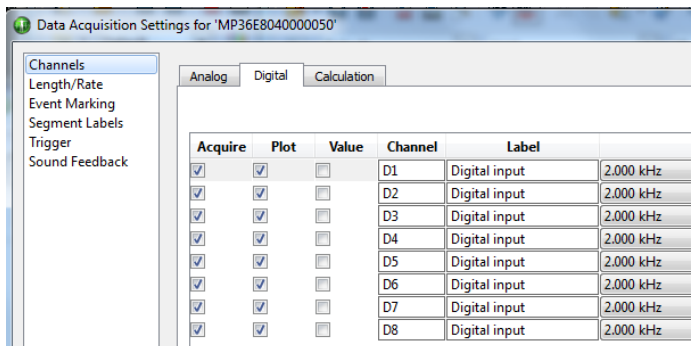 Data Acquisition Settings for 'MP36E8040000050'
Channels
Length/Rate
Event Marking
Segment Labels
Trigger
Sound Feedback
Analog Digital Calculation
Acquire Plot Value Channel Label
D1 Digital input 2.000 kHz
D2 Digital input 2.000 kHz
D3 Digital input 2.000 kHz
D4 Digital input 2.000 kHz
D5 Digital input 2.000 kHz
D6 Digital input 2.000 kHz
D7 Digital input 2.000 kHz
D8 Digital input 2.000 kHz